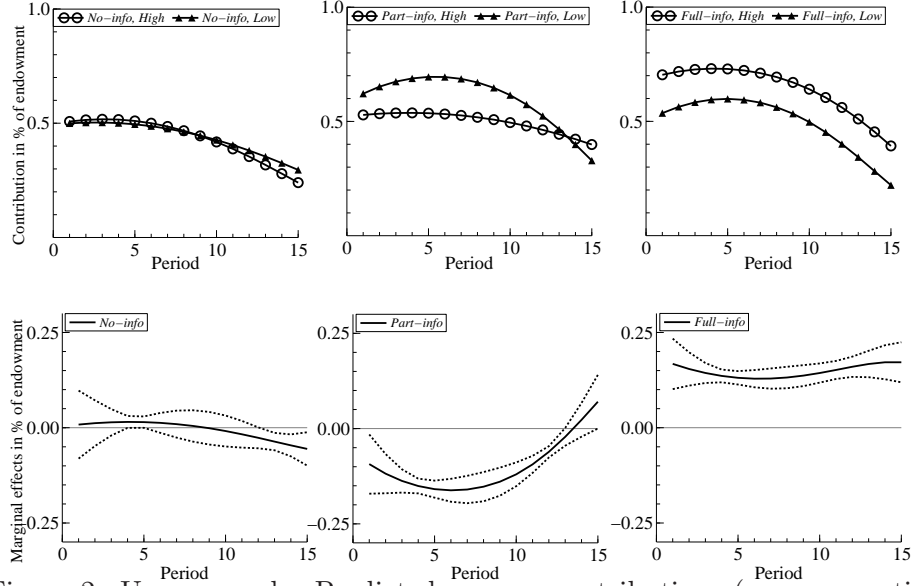 1.0 No−info, High No−info, Low
0.5
0 5 10 15
Period
Contribution in % of endowment
1.0 Part−info, High Part−info, Low
0.5
0 5 10 15
Period
1.0 Full−info, High Full−info, Low
0.5
0 5 10 15
Period
No−info
0.25
0.00
−0.25
0 5 10 15
Period
Marginal effects in % of endowment
Part−info
0.25
0.00
−0.25
0 5 10 15
Period
Full−info
0.25
0.00
−0.25
0 5 10 15
Period